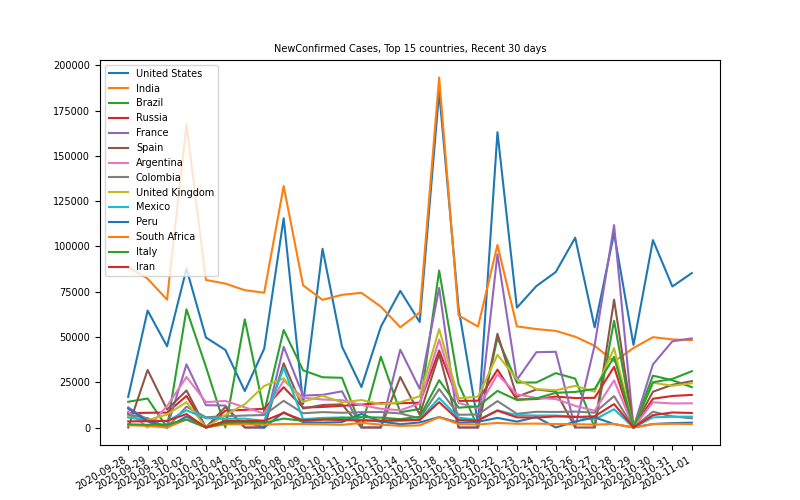 NewConfirmed Cases, Top 15 countries, Recent 30 days
200000
175000
150000
125000
100000
75000
50000
25000
0
United States
India
Brazil
Russia
France
Spain
Argentina
Colombia
United Kingdom
Mexico
Peru
South Africa
Italy
Iran
2020-09-28
2020-09-29
2020-09-30
2020-10-02
2020-10-03
2020-10-04
2020-10-05
2020-10-06
2020-10-08
2020-10-09
2020-10-10
2020-10-11
2020-10-12
2020-10-13
2020-10-14
2020-10-15
2020-10-18
2020-10-19
2020-10-20
2020-10-22
2020-10-23
2020-10-24
2020-10-25
2020-10-26
2020-10-27
2020-10-28
2020-10-29
2020-10-30
2020-10-31
2020-11-01